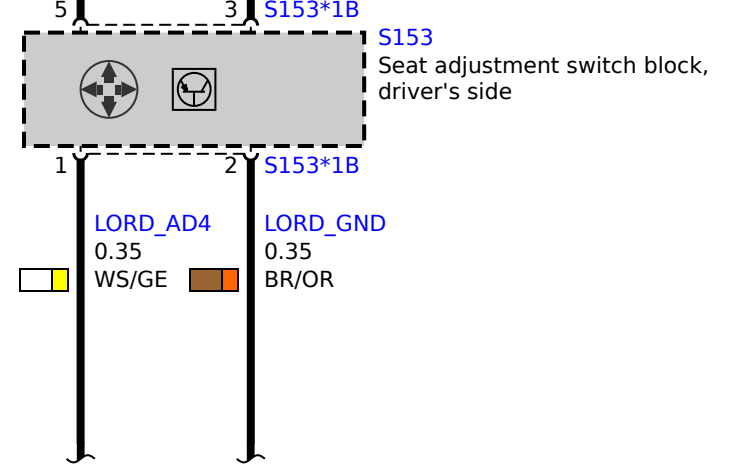 5 3 S153*1B
S153
Seat adjustment switch block,
driver's side
1 2 S153*1B
LORD_AD4 LORD_GND
0.35 0.35
WS/GE BR/OR